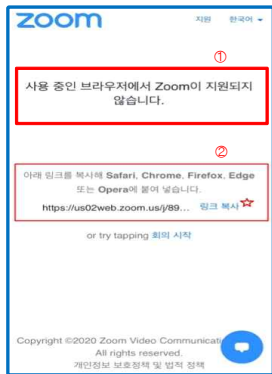 zoom
지원 한국어
①
사용 중인 브라우저에서 Zoom이 지원되지
않습니다.
②
아래 링크를 복사해 Safari, Chrome, Firefox, Edge
또는 Opera에 붙여 넣습니다.
https://us02web.zoom.us/j/89... 링크 복사
or try tapping 회의 시작
Copyright ©2020 Zoom Video Communicati
All rights reserved.
개인정보 보호정책 및 법적 정책